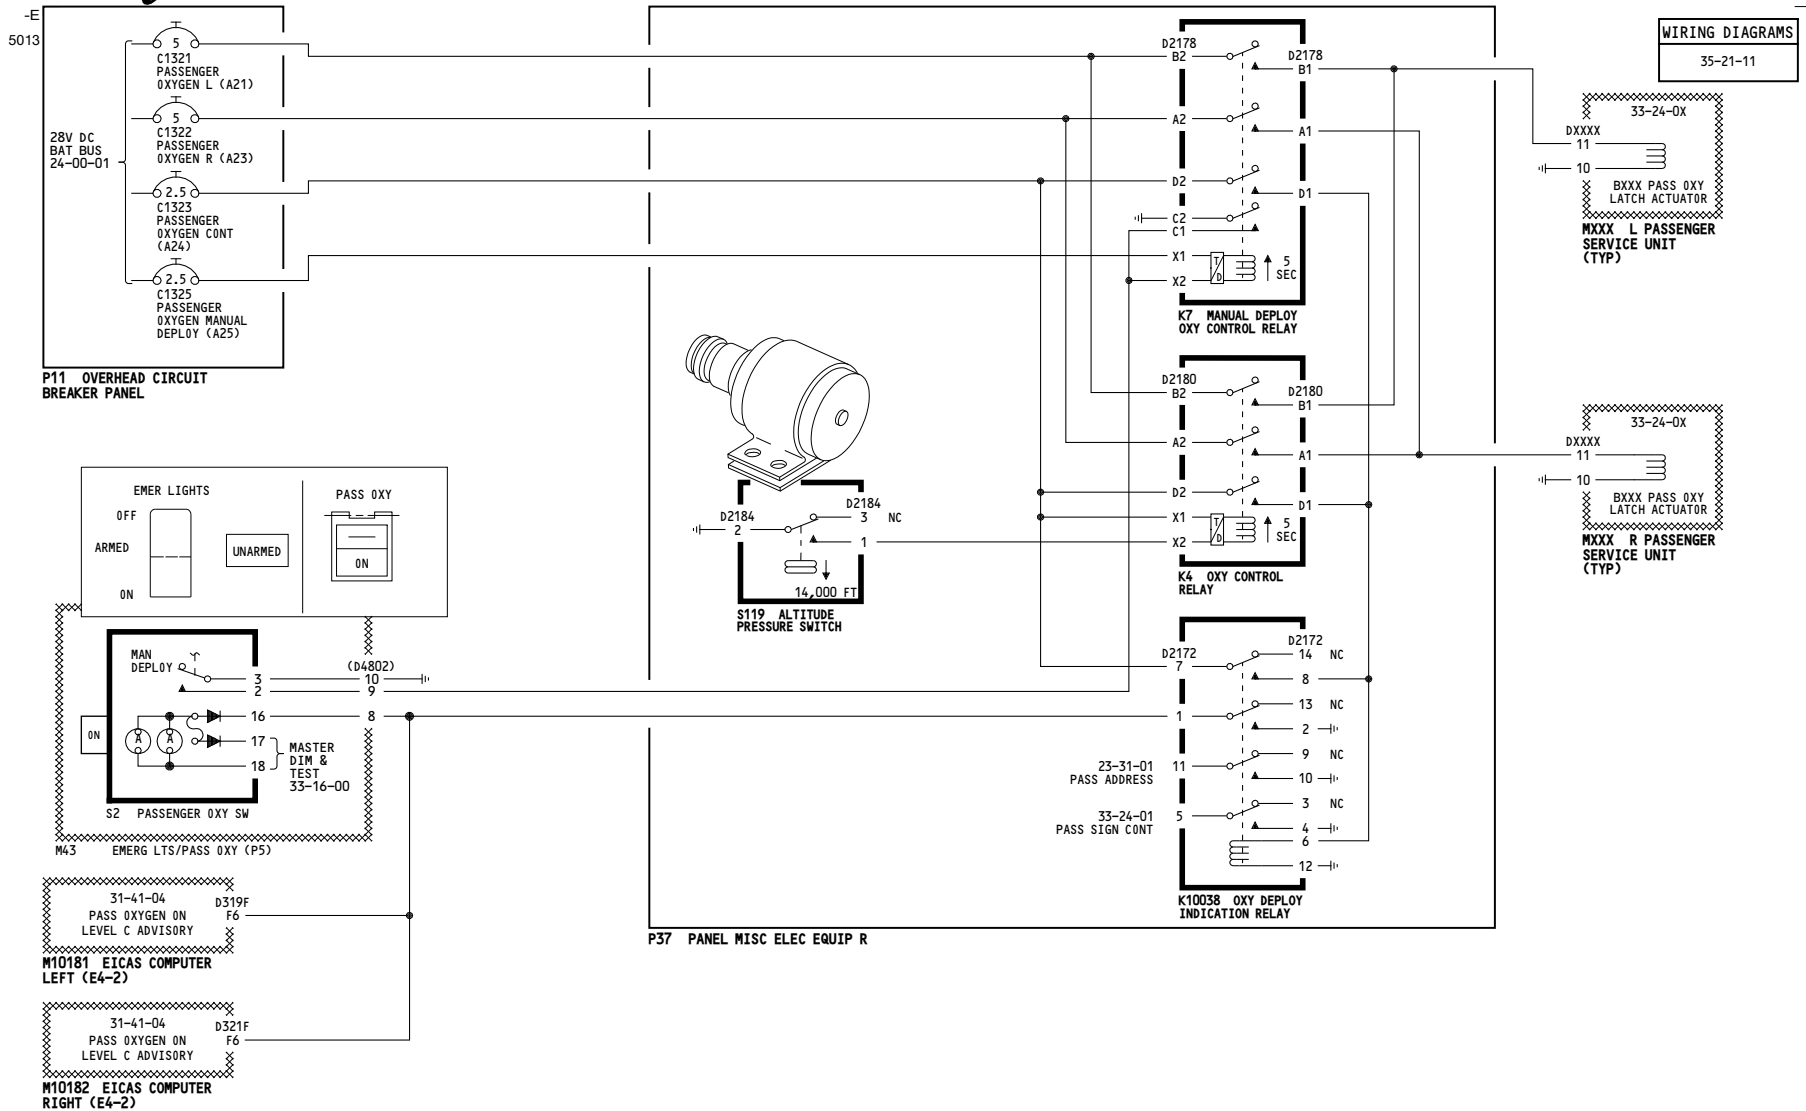 -E
5013
5
C1321
PASSENGER
OXYGEN L (A21)
5
C1322
PASSENGER
OXYGEN R (A23)
28V DC
BAT BUS
24-00-01
2.5
C1323
PASSENGER
OXYGEN CONT
(A24)
2.5
C1325
PASSENGER
OXYGEN MANUAL
DEPLOY (A25)
P11 OVERHEAD CIRCUIT
BREAKER PANEL
EMER LIGHTS
OFF
ARMED
ON
UNARMED
PASS OXY
ON
MAN
DEPLOY
3
2
16
17
18
(D4802)
10
9
8
ON
A
A
MASTER
DIM &
TEST
33-16-00
S2 PASSENGER OXY SW
M43 EMERG LTS/PASS OXY (P5)
31-41-04
PASS OXYGEN ON
LEVEL C ADVISORY
D319F
F6
M10181 EICAS COMPUTER
LEFT (E4-2)
31-41-04
PASS OXYGEN ON
LEVEL C ADVISORY
D321F
F6
M10182 EICAS COMPUTER
RIGHT (E4-2)
D2184
2
D2184
3 NC
1
14,000 FT
S119 ALTITUDE
PRESSURE SWITCH
D2178
B2
A2
D2
C2
C1
X1
X2
D2178
B1
A1
D1
T/D
5
SEC
K7 MANUAL DEPLOY
OXY CONTROL RELAY
D2180
B2
A2
D2
X1
X2
D2180
B1
A1
D1
T/D
5
SEC
K4 OXY CONTROL
RELAY
D2172
7
1
23-31-01
PASS ADDRESS
11
33-24-01
PASS SIGN CONT
5
D2172
14 NC
8
13 NC
2
9 NC
10
3 NC
4
6
12
K10038 OXY DEPLOY
INDICATION RELAY
P37 PANEL MISC ELEC EQUIP R
WIRING DIAGRAMS
35-21-11
33-24-0X
DXXXX
11
10
BXXX PASS OXY
LATCH ACTUATOR
MXXX L PASSENGER
SERVICE UNIT
(TYP)
33-24-0X
DXXXX
11
10
BXXX PASS OXY
LATCH ACTUATOR
MXXX R PASSENGER
SERVICE UNIT
(TYP)